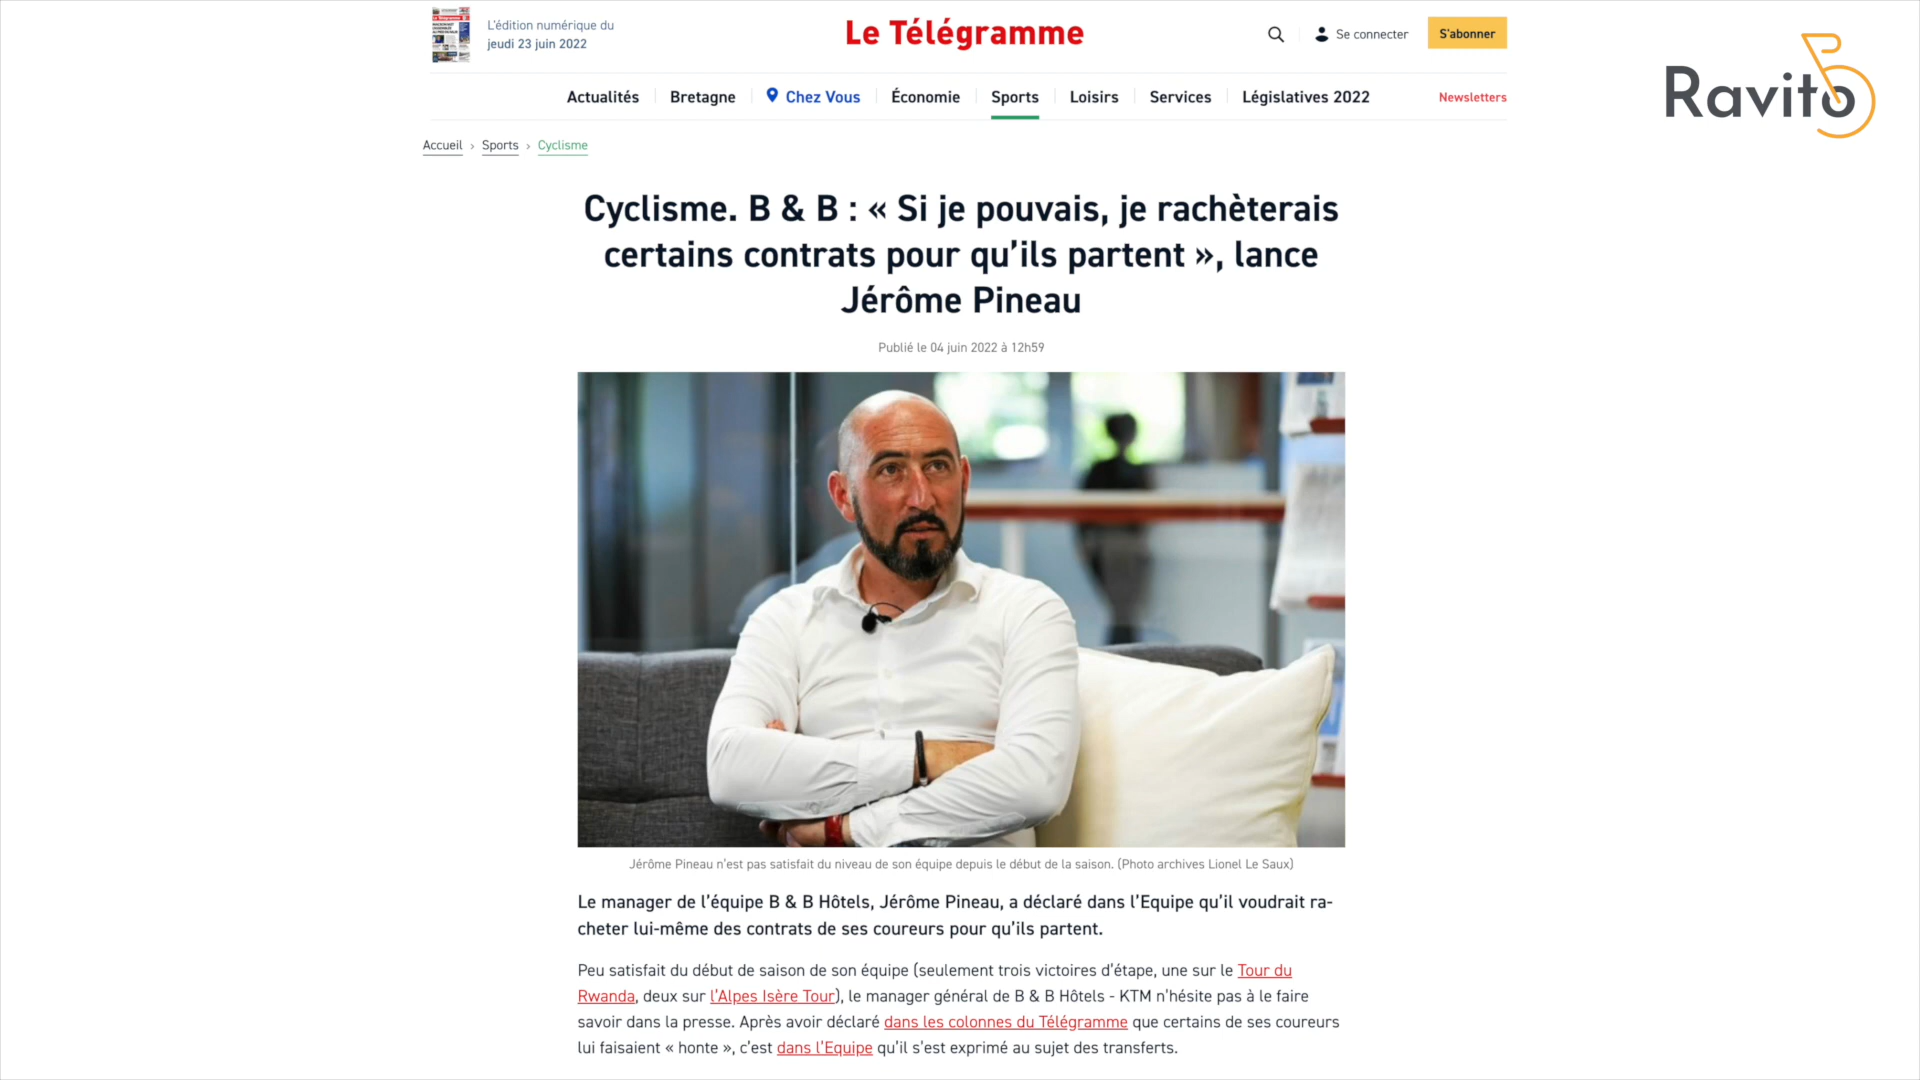 L'édition numérique du
jeudi 23 juin 2022
Le Télégramme
Se connecter
S'abonner
Ravito
Actualités
Bretagne
Chez Vous
Économie
Sports
Loisirs
Services
Législatives 2022
Newsletters
Accueil › Sports › Cyclisme
Cyclisme. B & B : « Si je pouvais, je rachèterais
certains contrats pour qu'ils partent », lance
Jérôme Pineau
Publié le 04 juin 2022 à 12h59
Jérôme Pineau n'est pas satisfait du niveau de son équipe depuis le début de la saison. (Photo archives Lionel Le Saux)
Le manager de l'équipe B & B Hôtels, Jérôme Pineau, a déclaré dans l'Equipe qu'il voudrait ra-
cheter lui-même des contrats de ses coureurs pour qu'ils partent.
Peu satisfait du début de saison de son équipe (seulement trois victoires d'étape, une sur le Tour du
Rwanda, deux sur l'Alpes Isère Tour), le manager général de B & B Hôtels - KTM n'hésite pas à le faire
savoir dans la presse. Après avoir déclaré dans les colonnes du Télégramme que certains de ses coureurs
lui faisaient « honte », c'est dans l'Equipe qu'il s'est exprimé au sujet des transferts.